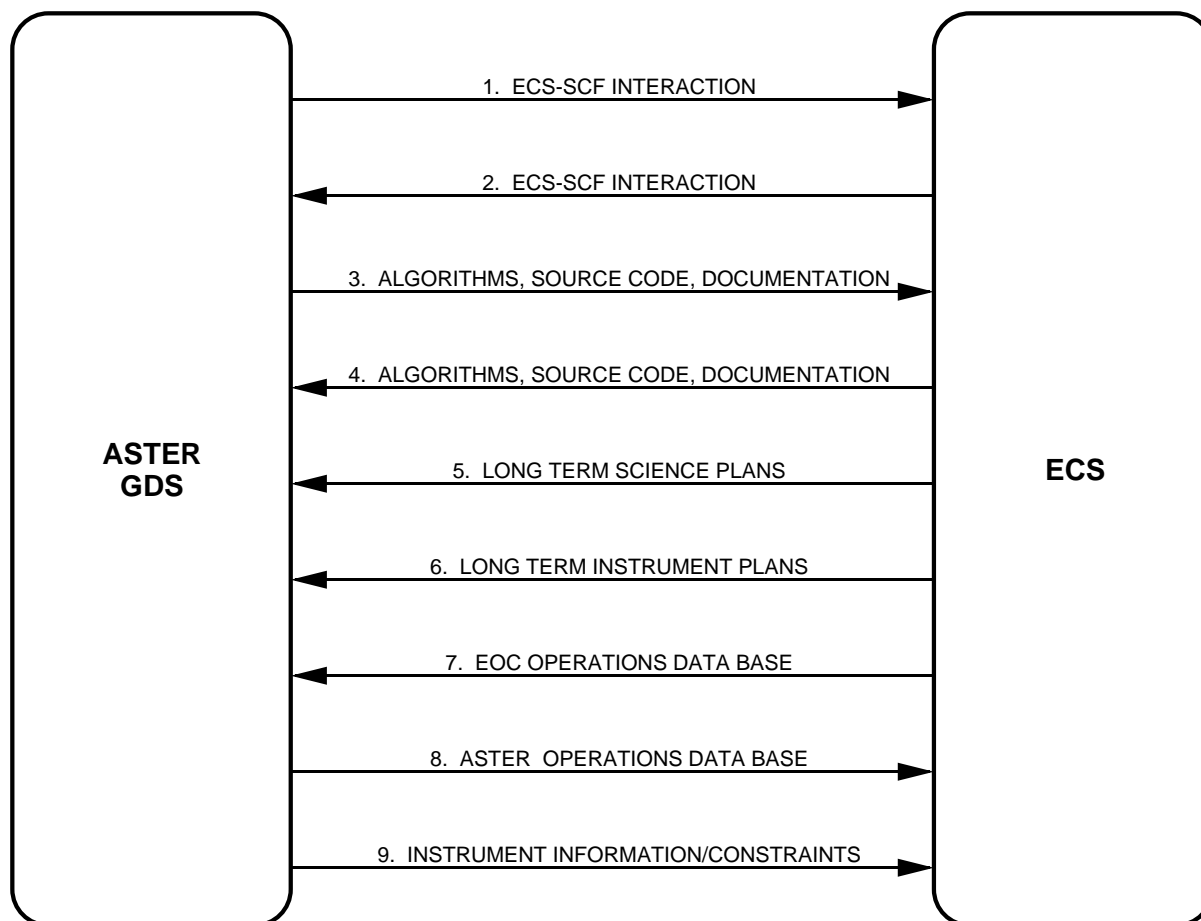 1. ECS-SCF INTERACTION
2. ECS-SCF INTERACTION
3. ALGORITHMS, SOURCE CODE, DOCUMENTATION
4. ALGORITHMS, SOURCE CODE, DOCUMENTATION
ASTER
GDS
5. LONG TERM SCIENCE PLANS
ECS
6. LONG TERM INSTRUMENT PLANS
7. EOC OPERATIONS DATA BASE
8. ASTER OPERATIONS DATA BASE
9. INSTRUMENT INFORMATION/CONSTRAINTS